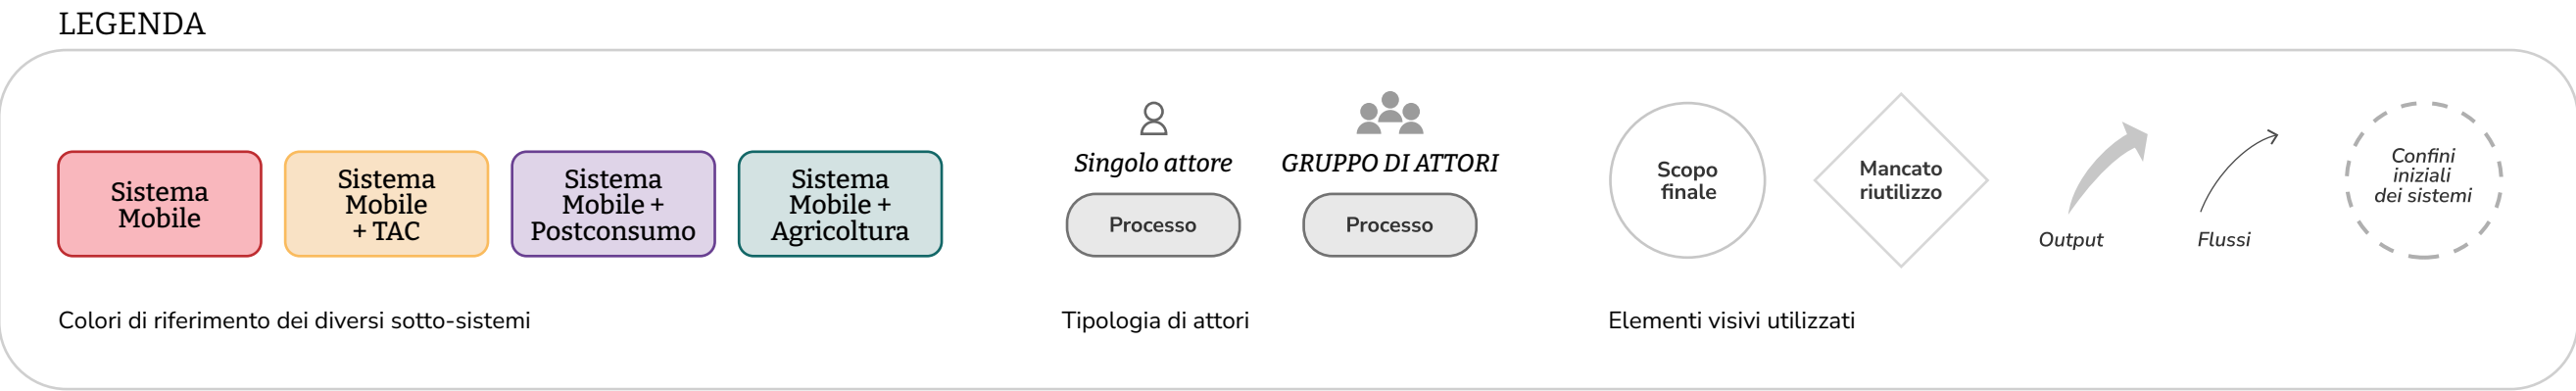 LEGENDA
Sistema
Mobile
Sistema
Mobile
+ TAC
Sistema
Mobile +
Postconsumo
Sistema
Mobile +
Agricoltura
Colori di riferimento dei diversi sotto-sistemi
Singolo attore
Processo
GRUPPO DI ATTORI
Processo
Tipologia di attori
Scopo
finale
Mancato
riutilizzo
Output
Flussi
Confini
iniziali
dei sistemi
Elementi visivi utilizzati